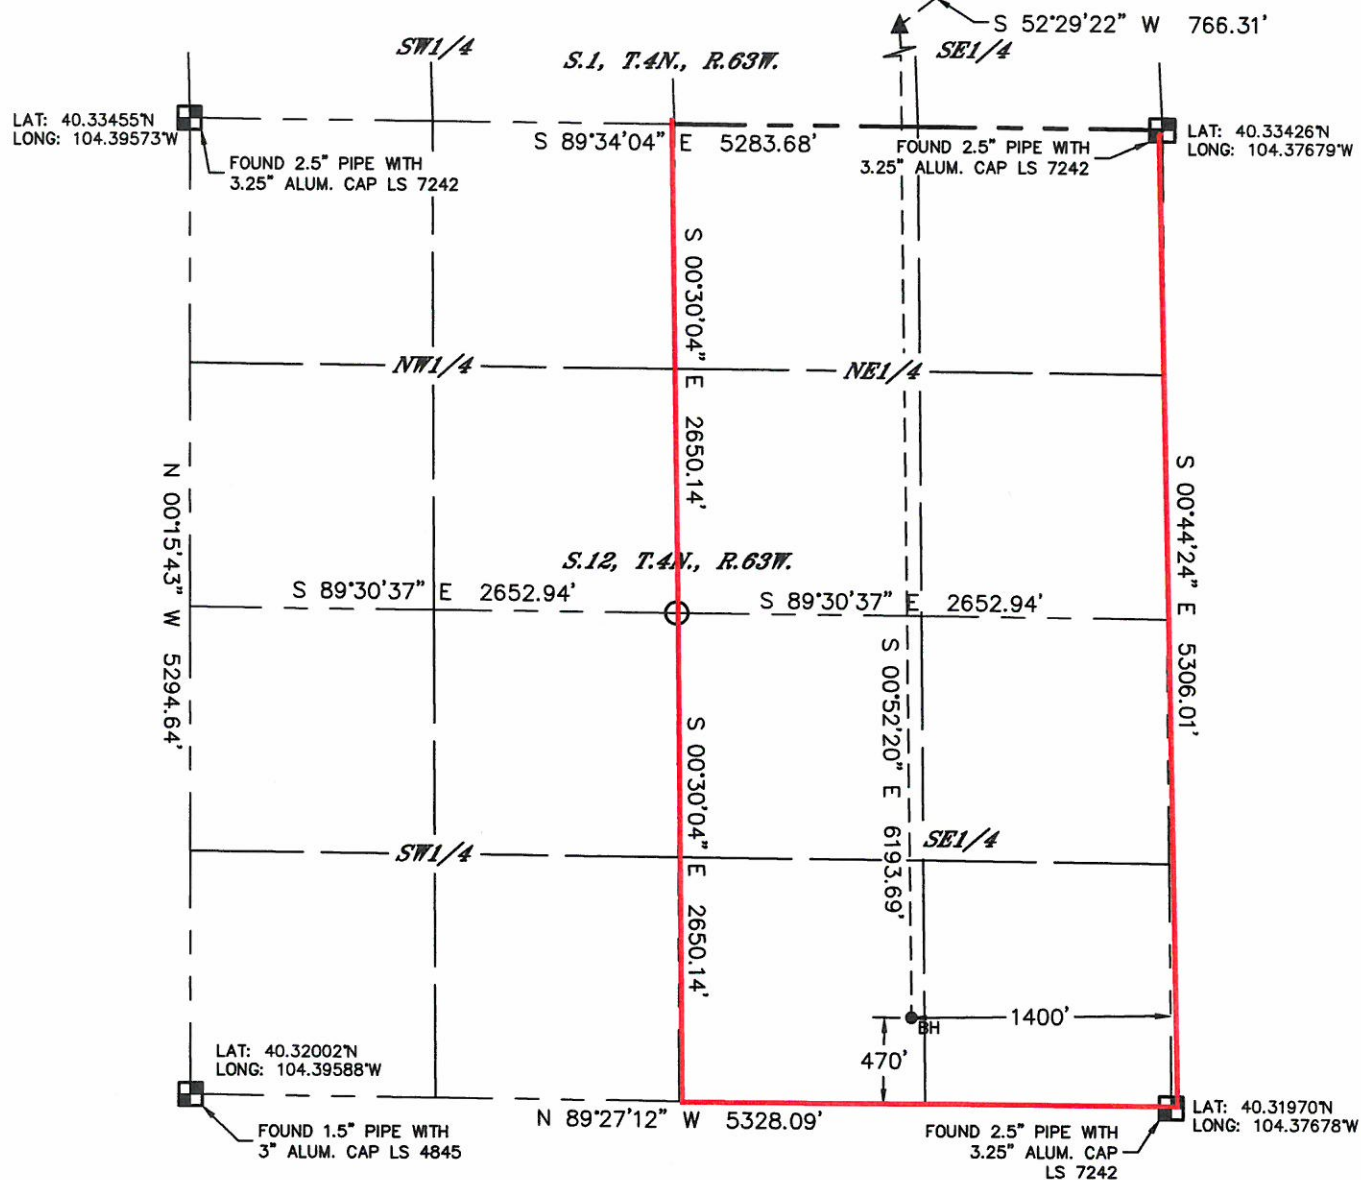 S 52°29'22" W 766.31'
SW1/4
SE1/4
S.1, T.4N., R.63W.
LAT: 40.33455°N
LONG: 104.39573°W
FOUND 2.5" PIPE WITH
3.25" ALUM. CAP LS 7242
S 89°34'04" E 5283.68'
FOUND 2.5" PIPE WITH
3.25" ALUM. CAP LS 7242
LAT: 40.33426°N
LONG: 104.37679°W
S 00°30'04" E 2650.14'
NW1/4
NE1/4
N 00°15'43" W 5294.64'
S 00°44'24" E 5306.01'
S.12, T.4N., R.63W.
S 89°30'37" E 2652.94'
S 89°30'37" E 2652.94'
S 00°52'20" E 6193.69'
S 00°30'04" E 2650.14'
SW1/4
SE1/4
BH
1400'
470'
LAT: 40.32002°N
LONG: 104.39588°W
FOUND 1.5" PIPE WITH
3" ALUM. CAP LS 4845
N 89°27'12" W 5328.09'
FOUND 2.5" PIPE WITH
3.25" ALUM. CAP
LS 7242
LAT: 40.31970°N
LONG: 104.37678°W